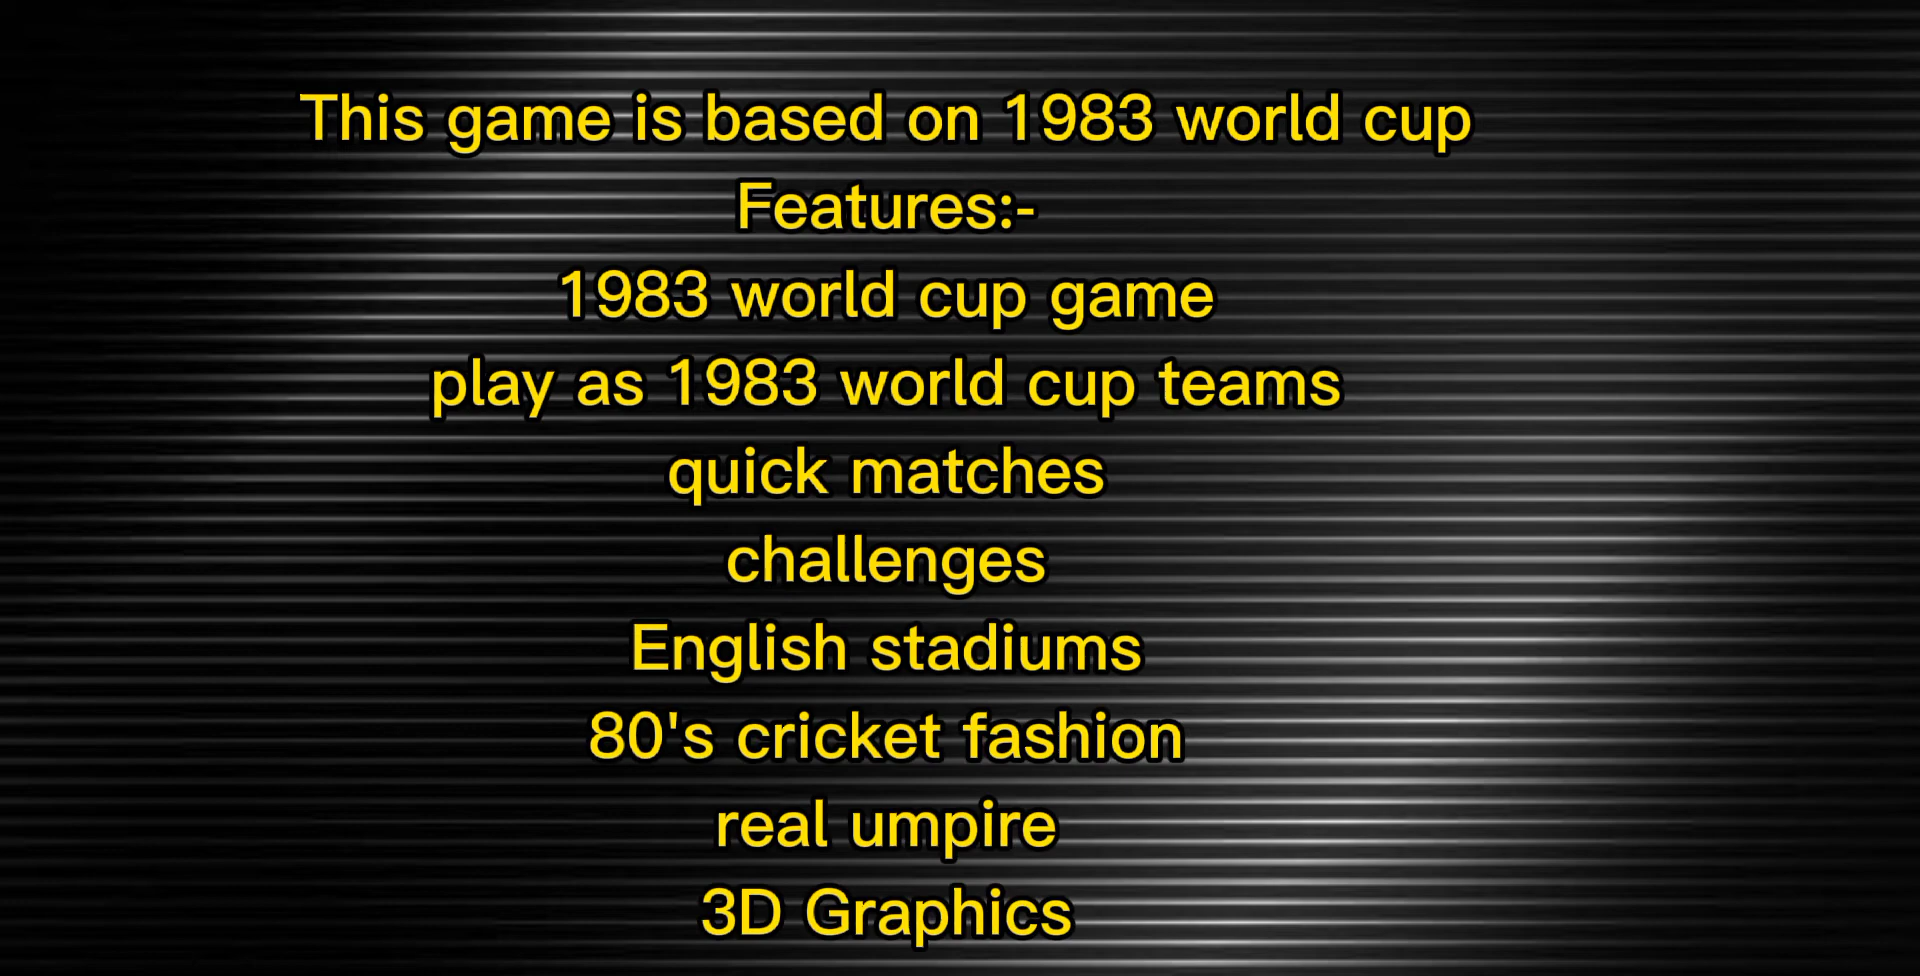 This game is based on 1983 world cup
Features:-
1983 world cup game
play as 1983 world cup teams
quick matches
challenges
English stadiums
80's cricket fashion
real umpire
3D Graphics